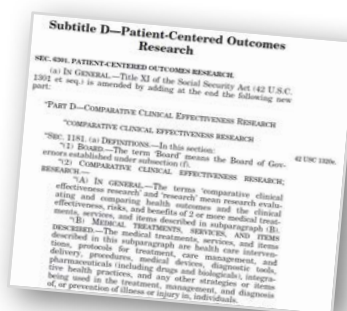 Subtitle D—Patient-Centered Outcomes
Research
SEC. 6301. PATIENT-CENTERED OUTCOMES RESEARCH.
(a) IN GENERAL.—Title XI of the Social Security Act (42 U.S.C.
1301 et seq.) is amended by adding at the end the following new
part:
"PART D—COMPARATIVE CLINICAL EFFECTIVENESS RESEARCH
"COMPARATIVE CLINICAL EFFECTIVENESS RESEARCH
"SEC. 1181. (a) DEFINITIONS.—In this section:
42 USC 1320e.
"(1) BOARD.—The term 'Board' means the Board of Gov-
ernors established under subsection (f).
"(2) COMPARATIVE CLINICAL EFFECTIVENESS RESEARCH;
RESEARCH.—
"(A) IN GENERAL.—The terms 'comparative clinical
effectiveness research' and 'research' mean research evalu-
ating and comparing health outcomes and the clinical
effectiveness, risks, and benefits of 2 or more medical treat-
ments, services, and items described in subparagraph (B).
"(B) MEDICAL TREATMENTS, SERVICES, AND ITEMS
DESCRIBED.—The medical treatments, services, and items
described in this subparagraph are health care interven-
tions, protocols for treatment, care management, and
delivery, procedures, medical devices, diagnostic tools,
pharmaceuticals (including drugs and biologicals), integra-
tive health practices, and any other strategies or items
being used in the treatment, management, and diagnosis
of, or prevention of illness or injury in, individuals.